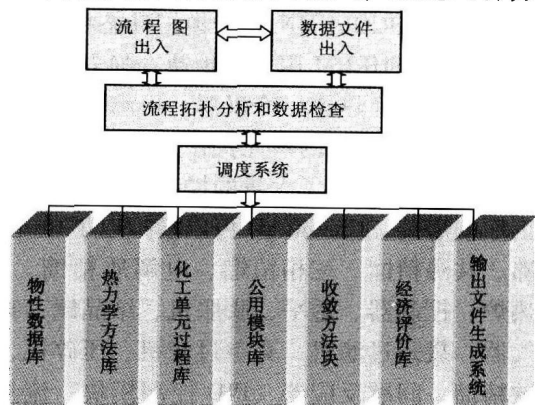 流 程 图
出入
数据文件
出入
流程拓扑分析和数据检查
调度系统
物性数据库
热力学方法库
化工单元过程库
公用模块库
收敛方法块
经济评价库
输出文件生成系统